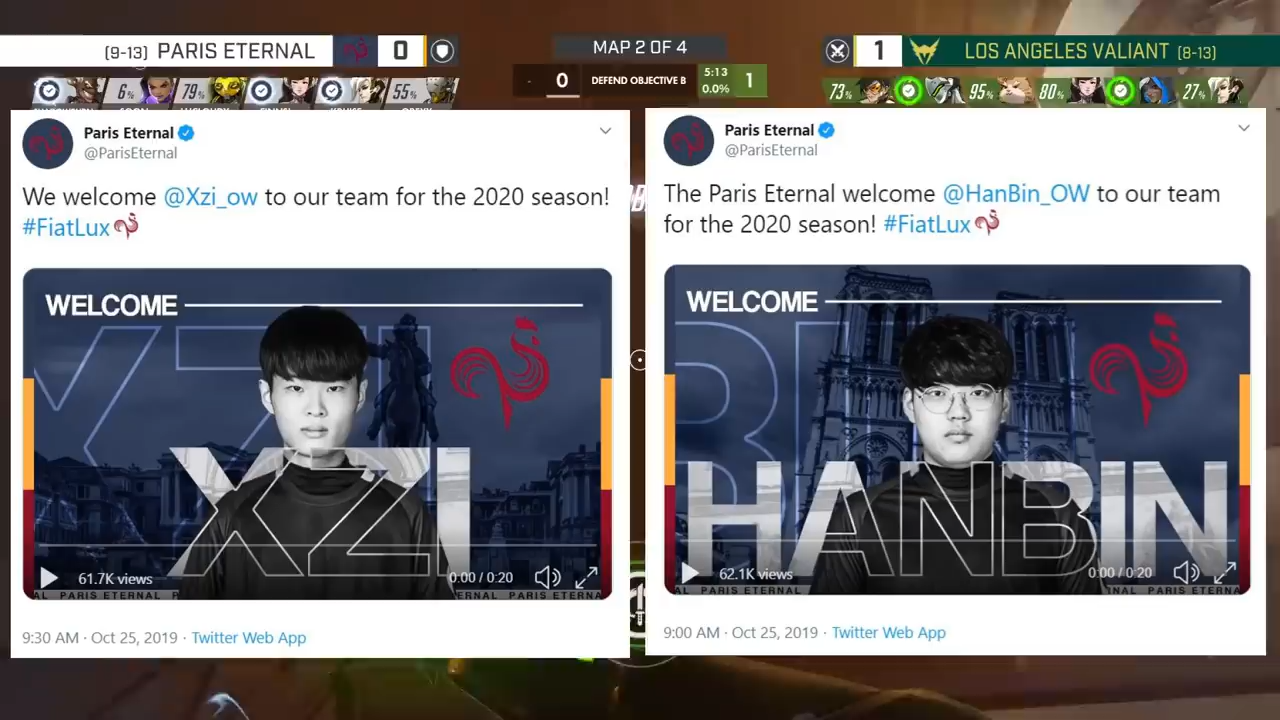 [9-13] PARIS ETERNAL 0
MAP 2 OF 4
1 LOS ANGELES VALIANT [8-13]
0 DEFEND OBJECTIVE B 5:13 0.0% 1
6% 79% 55%
73% 95% 80% 27%
Paris Eternal
@ParisEternal
We welcome @Xzi_ow to our team for the 2020 season!
#FiatLux
WELCOME
XZI
XZI
61.7K views 0:00 / 0:20
PARIS ETERNAL
9:30 AM · Oct 25, 2019 · Twitter Web App
Paris Eternal
@ParisEternal
The Paris Eternal welcome @HanBin_OW to our team
for the 2020 season! #FiatLux
WELCOME
HANBIN
62.1K views 0:00 / 0:20
PARIS ETERNAL
9:00 AM · Oct 25, 2019 · Twitter Web App